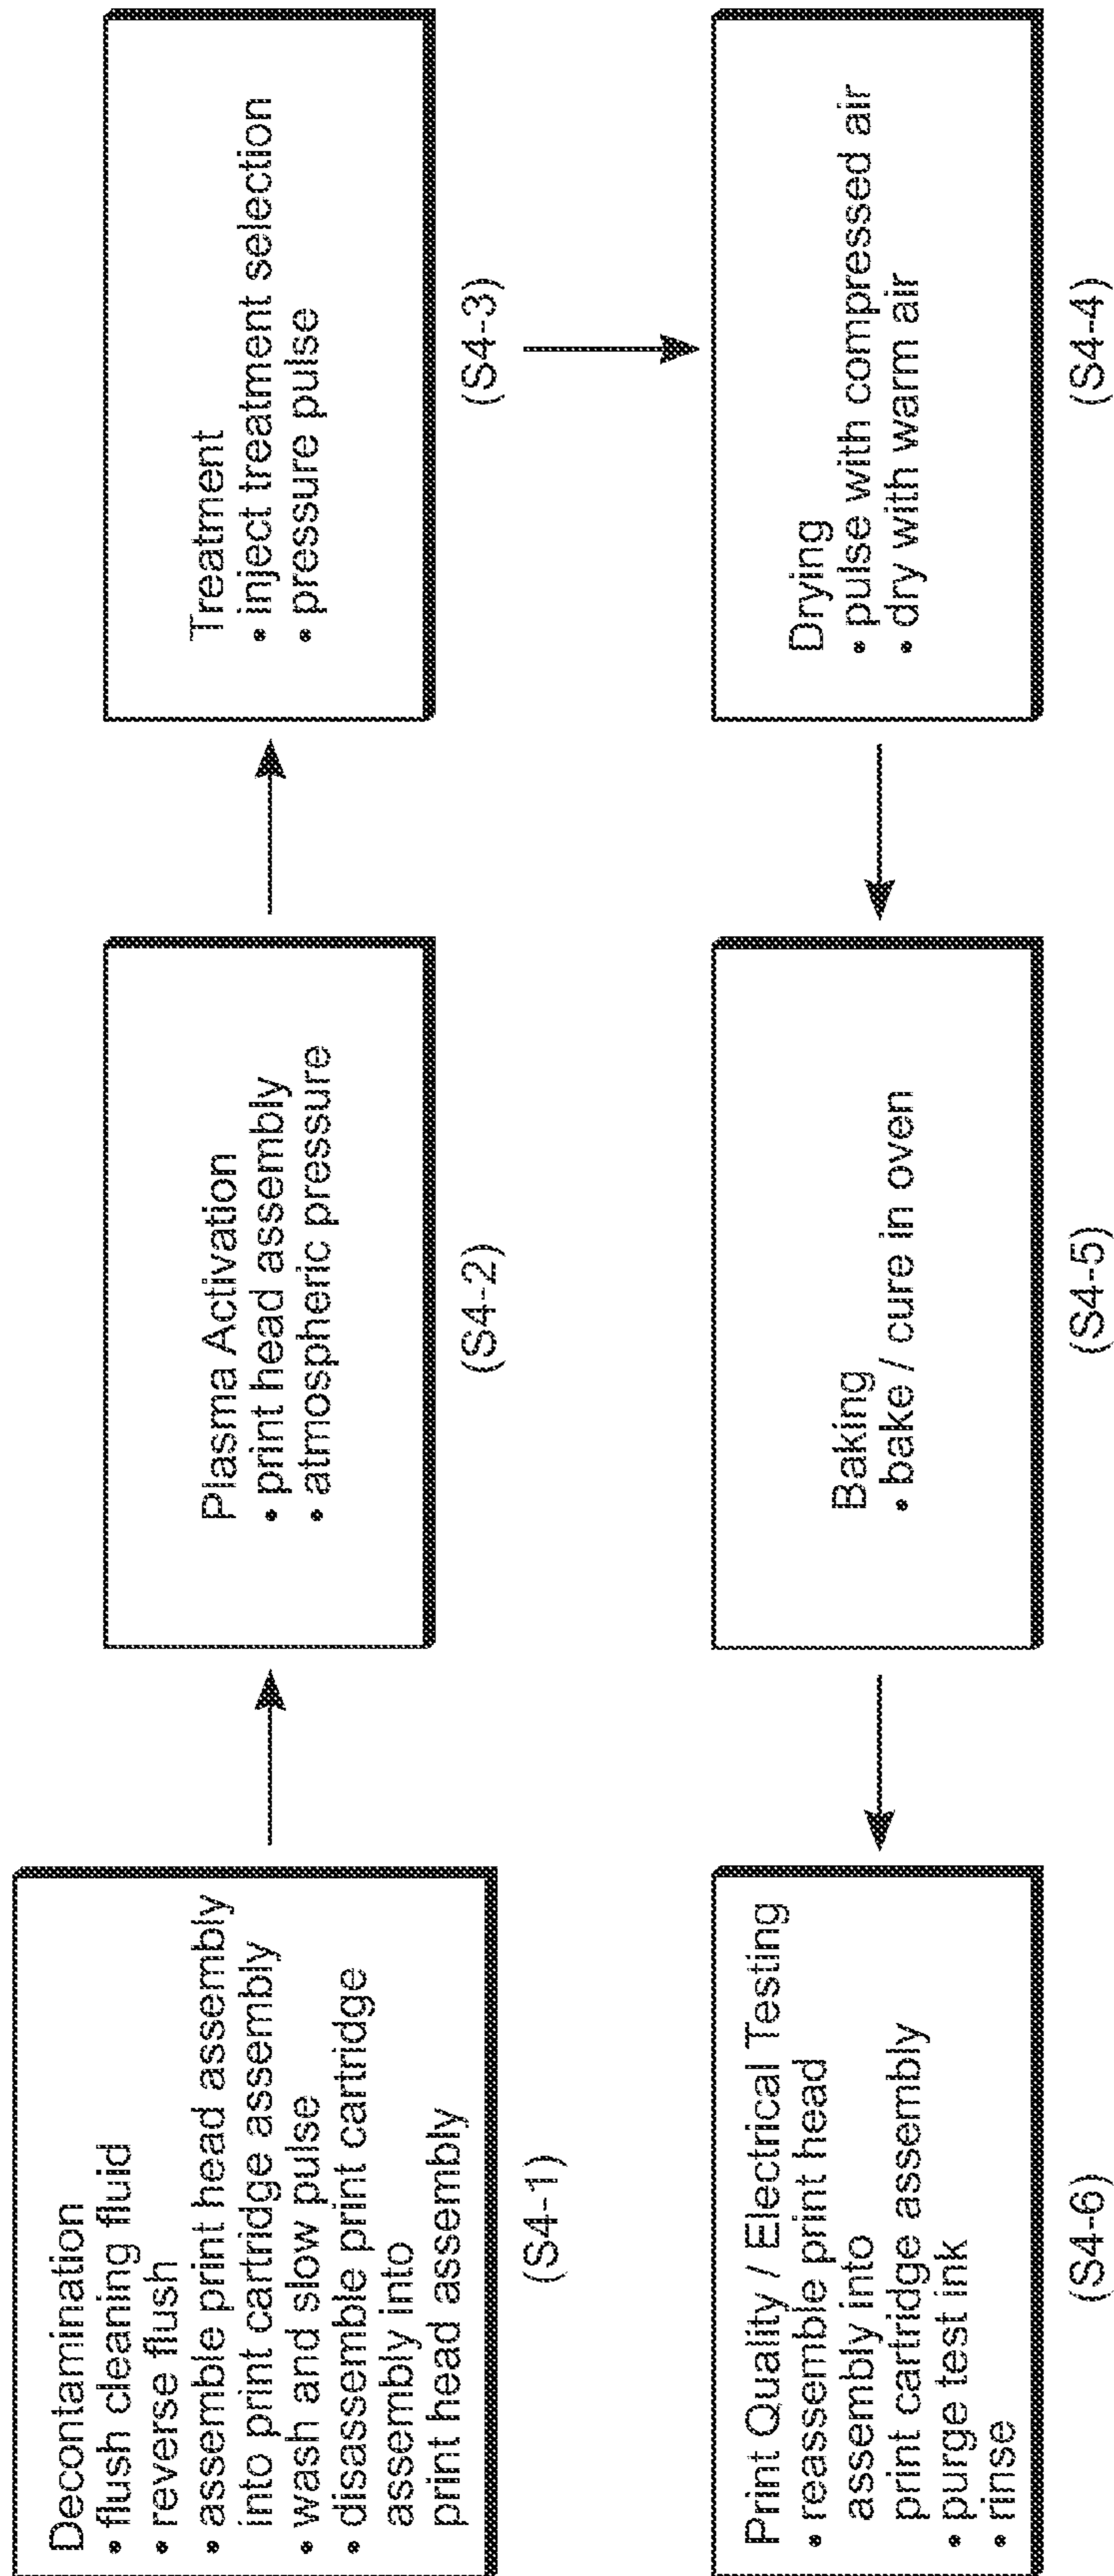 Decontamination
• flush cleaning fluid
• reverse flush
• assemble print head assembly
into print cartridge assembly
• wash and slow pulse
• disassemble print cartridge
assembly into
print head assembly
(S4-1)
Plasma Activation
• print head assembly
• atmospheric pressure
(S4-2)
Treatment
• inject treatment selection
• pressure pulse
(S4-3)
Drying
• pulse with compressed air
• dry with warm air
(S4-4)
Baking
• bake / cure in oven
(S4-5)
Print Quality / Electrical Testing
• reassemble print head
assembly into
print cartridge assembly
• purge test ink
• rinse
(S4-6)